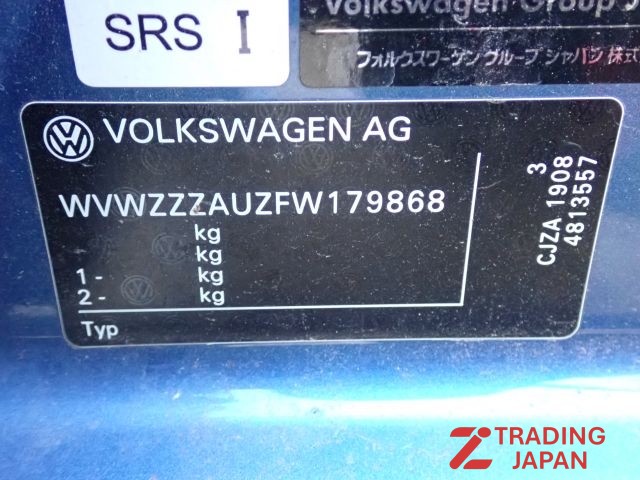 SRS I
Volkswagen Group
フォルクスワーゲン グループ ジャパン 株式
VOLKSWAGEN AG
WVWZZZAUZFW179868
kg
kg
1 - kg
2 - kg
Typ
3
CJZA 1908
4813557
TRADING
JAPAN